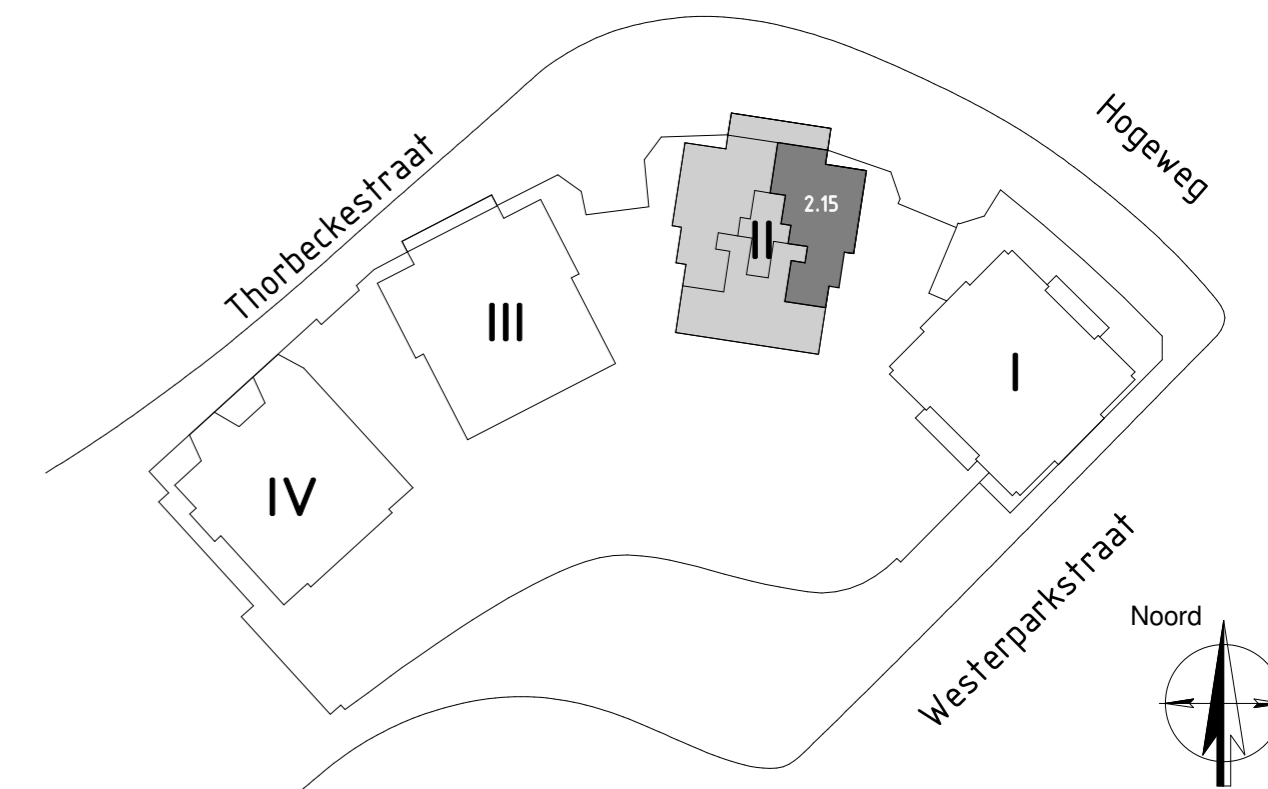 Thorbeckestraat
Hogeweg
2.15
II
III
I
IV
Westerparkstraat
Noord